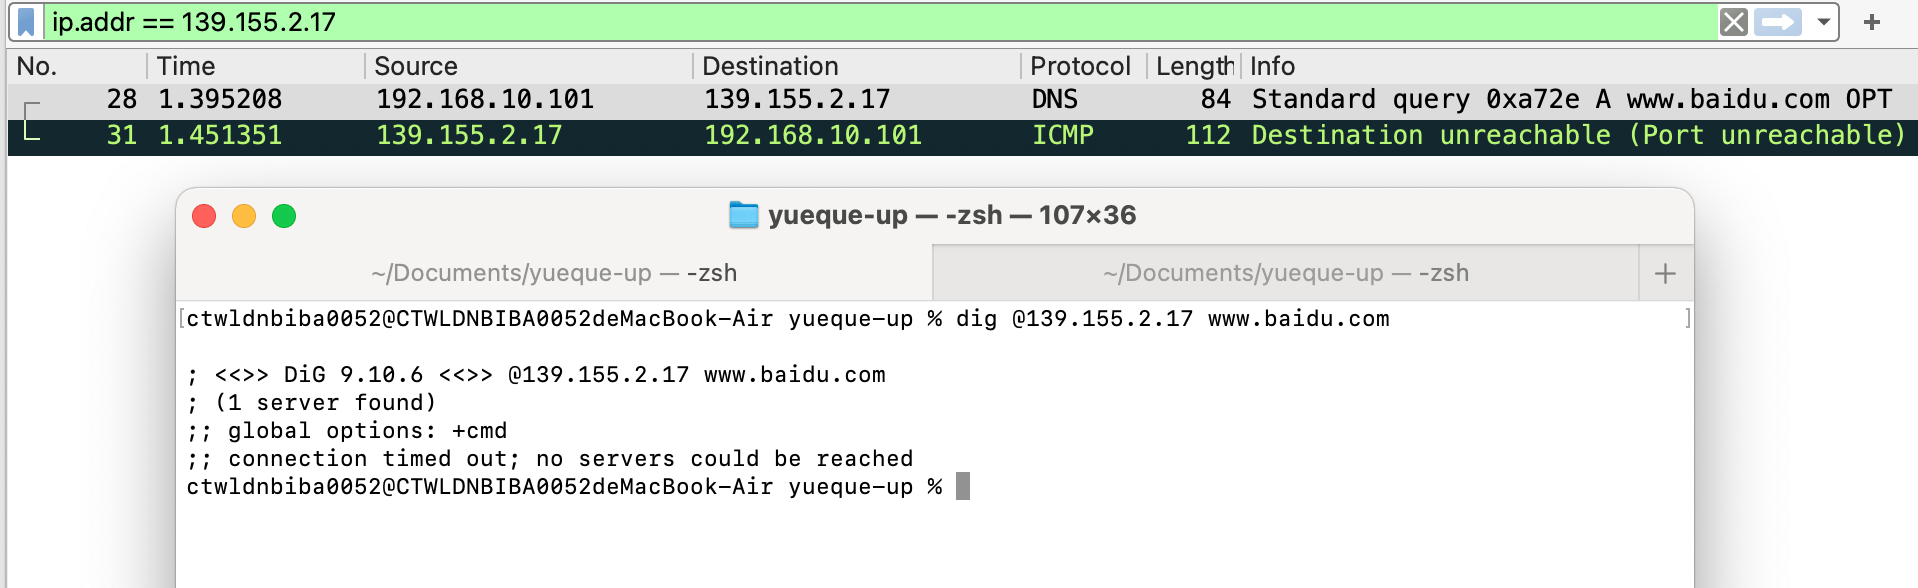 ip.addr == 139.155.2.17
No. Time Source Destination Protocol Length Info
28 1.395208 192.168.10.101 139.155.2.17 DNS 84 Standard query 0xa72e A www.baidu.com OPT
31 1.451351 139.155.2.17 192.168.10.101 ICMP 112 Destination unreachable (Port unreachable)
yueque-up — -zsh — 107×36
~/Documents/yueque-up — -zsh ~/Documents/yueque-up — -zsh
[ctwldnbiba0052@CTWLDNBIBA0052deMacBook-Air yueque-up % dig @139.155.2.17 www.baidu.com ]
; <<>> DiG 9.10.6 <<>> @139.155.2.17 www.baidu.com
; (1 server found)
;; global options: +cmd
;; connection timed out; no servers could be reached
ctwldnbiba0052@CTWLDNBIBA0052deMacBook-Air yueque-up %